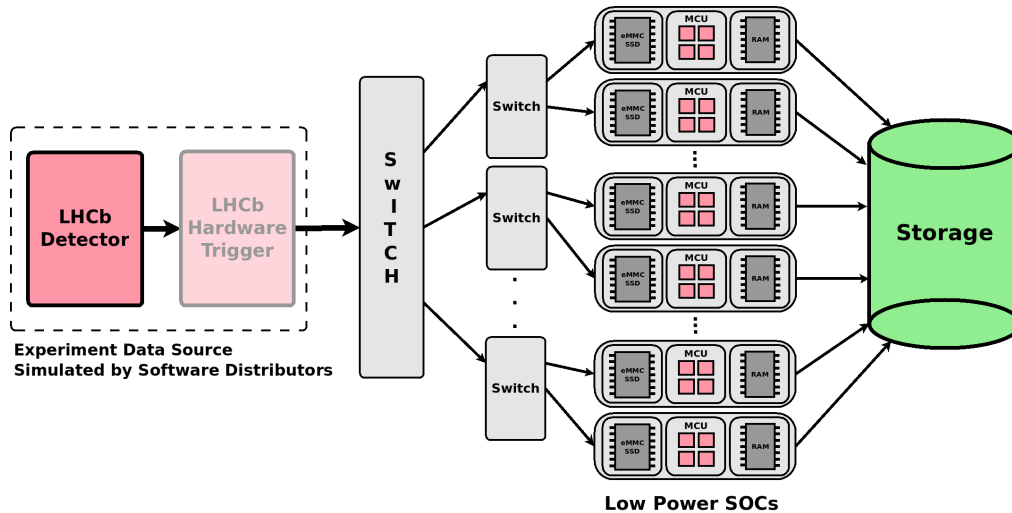 LHCb
Detector
LHCb
Hardware
Trigger
Experiment Data Source
Simulated by Software Distributors
S
w
I
T
C
H
Switch
Switch
Switch
eMMC
SSD
MCU
RAM
eMMC
SSD
MCU
RAM
eMMC
SSD
MCU
RAM
eMMC
SSD
MCU
RAM
eMMC
SSD
MCU
RAM
eMMC
SSD
MCU
RAM
Low Power SOCs
Storage